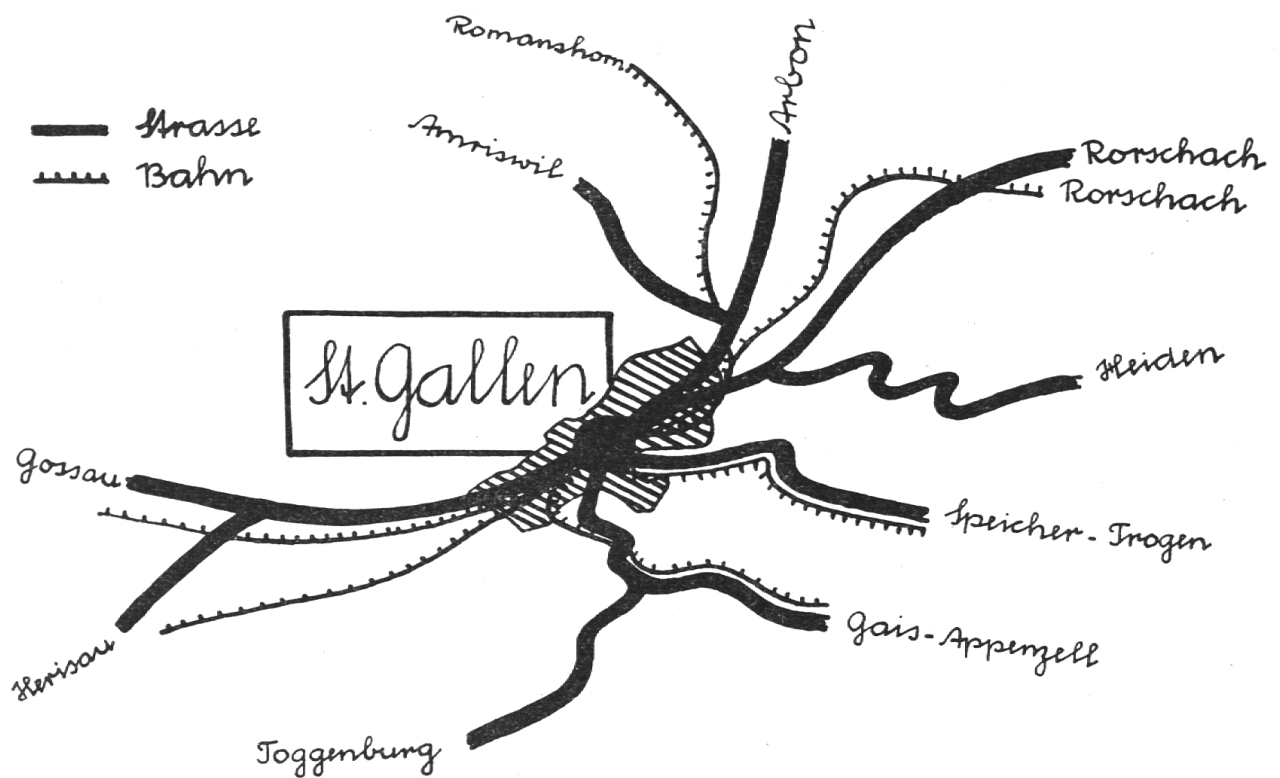 Romanshorn
Arbon
Amriswil
Strasse
Bahn
Rorschach
Rorschach
St. Gallen
Heiden
Gossau
Speicher-Trogen
Gais-Appenzell
Herisau
Toggenburg